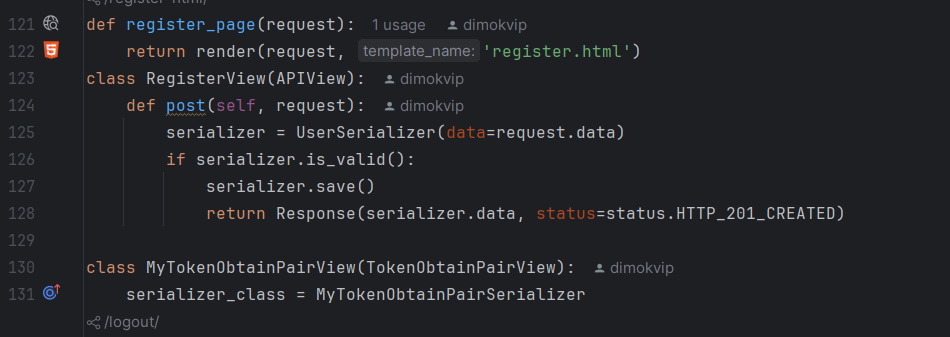 /register-html/
121 def register_page(request): 1 usage dimokvip
122 return render(request, template_name: 'register.html')
123 class RegisterView(APIView): dimokvip
124 def post(self, request): dimokvip
125 serializer = UserSerializer(data=request.data)
126 if serializer.is_valid():
127 serializer.save()
128 return Response(serializer.data, status=status.HTTP_201_CREATED)
129
130 class MyTokenObtainPairView(TokenObtainPairView): dimokvip
131 serializer_class = MyTokenObtainPairSerializer
/logout/